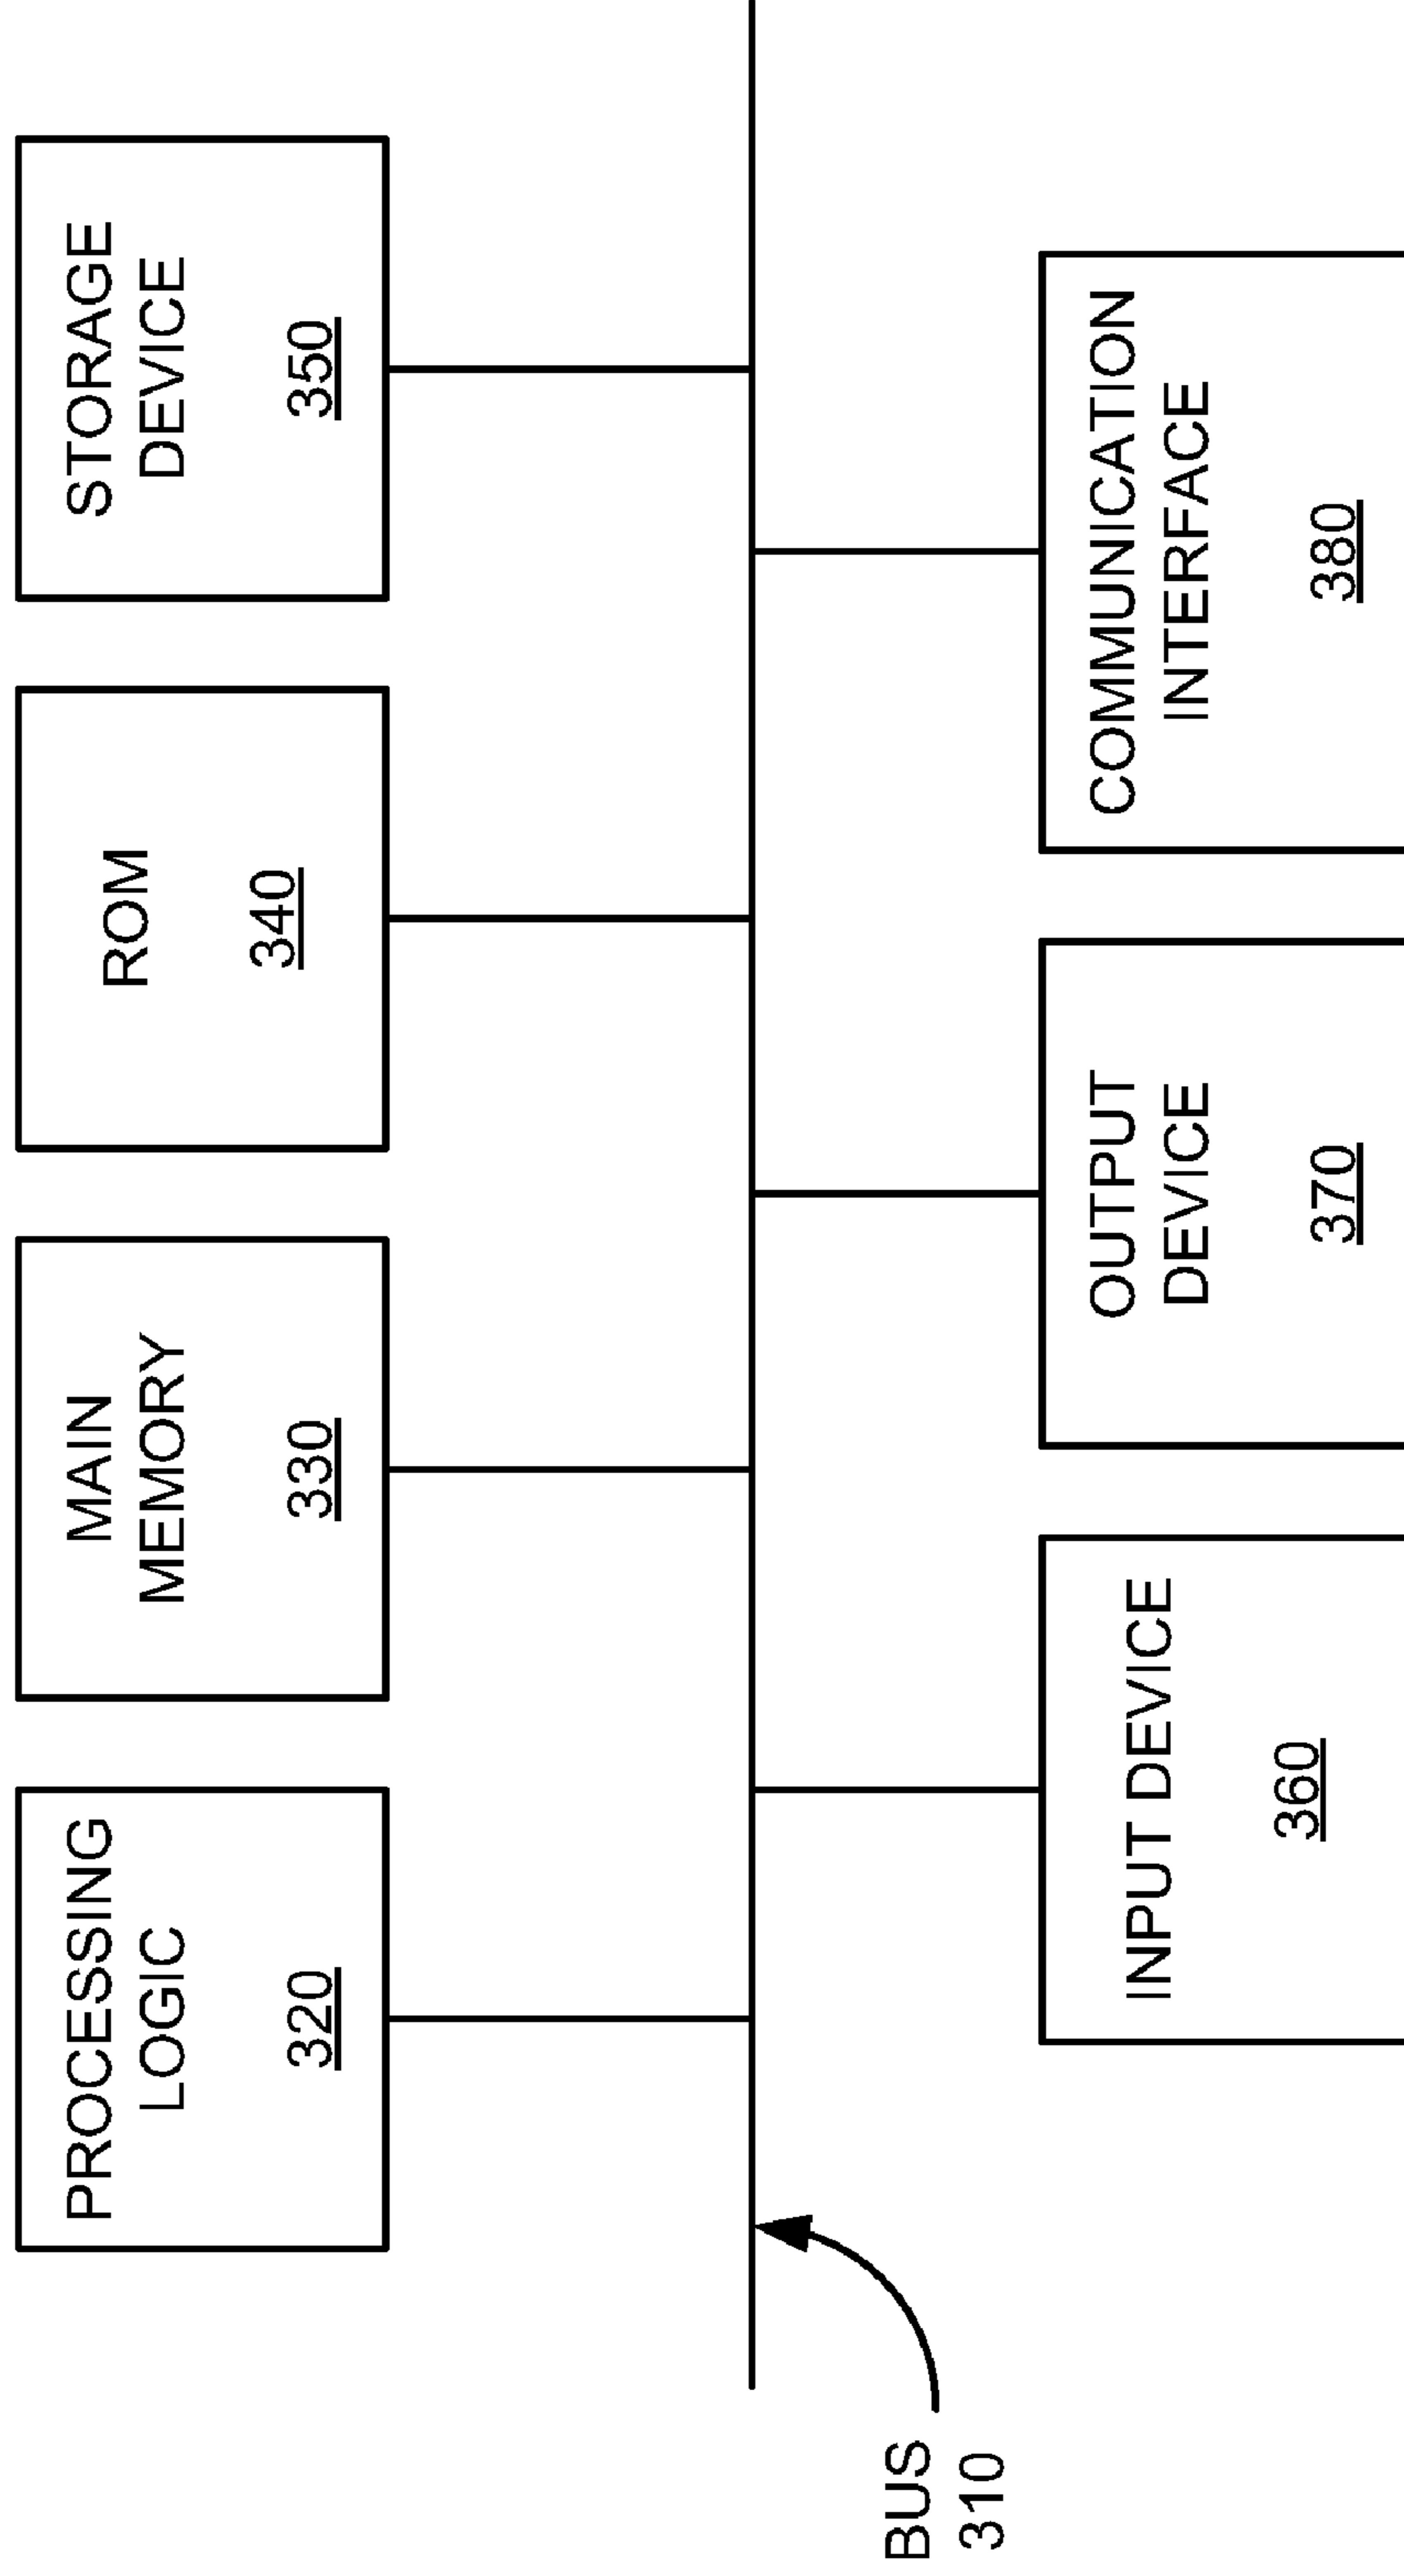 PROCESSING
LOGIC
320
MAIN
MEMORY
330
ROM
340
STORAGE
DEVICE
350
BUS
310
INPUT DEVICE
360
OUTPUT
DEVICE
370
COMMUNICATION
INTERFACE
380